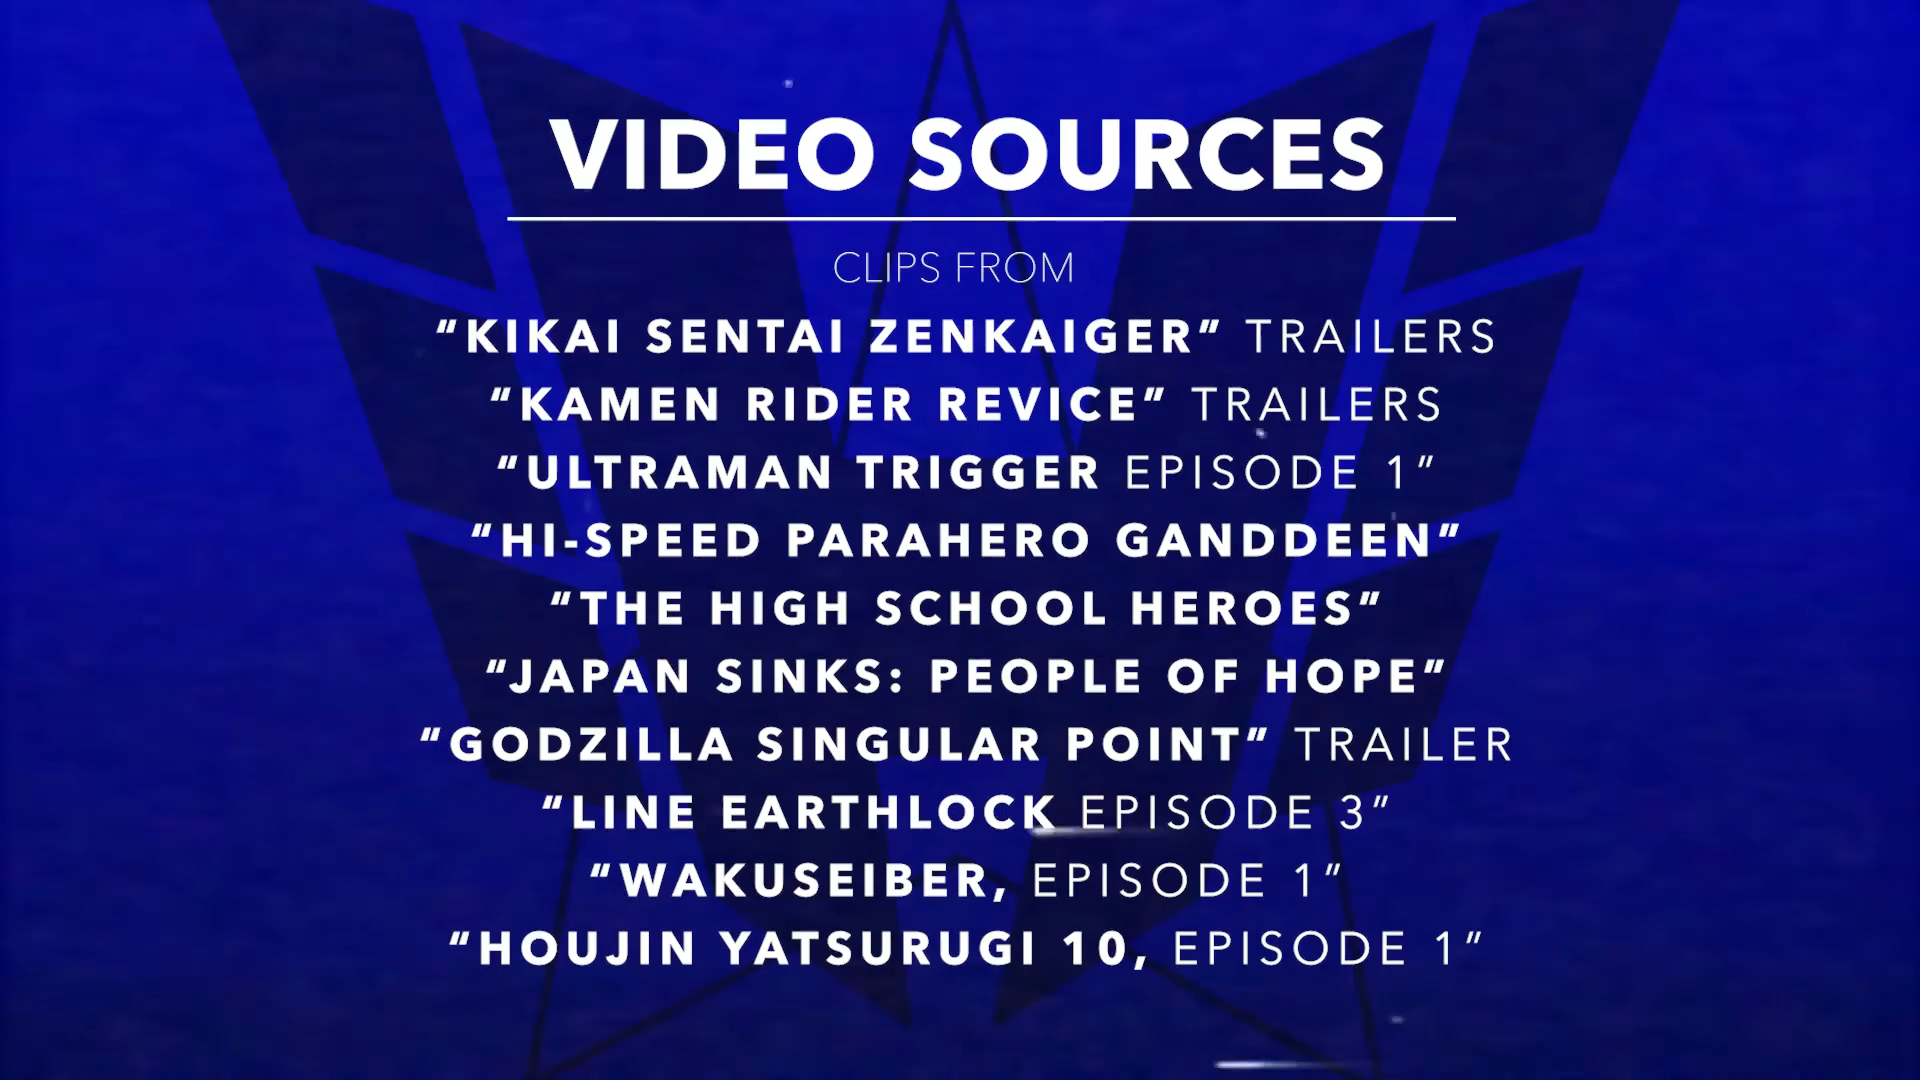 VIDEO SOURCES
CLIPS FROM
“KIKAI SENTAI ZENKAIGER” TRAILERS
“KAMEN RIDER REVICE” TRAILERS
“ULTRAMAN TRIGGER EPISODE 1”
“HI-SPEED PARAHERO GANDDEEN”
“THE HIGH SCHOOL HEROES”
“JAPAN SINKS: PEOPLE OF HOPE”
“GODZILLA SINGULAR POINT” TRAILER
“LINE EARTHLOCK EPISODE 3”
“WAKUSEIBER, EPISODE 1”
“HOUJIN YATSURUGI 10, EPISODE 1”